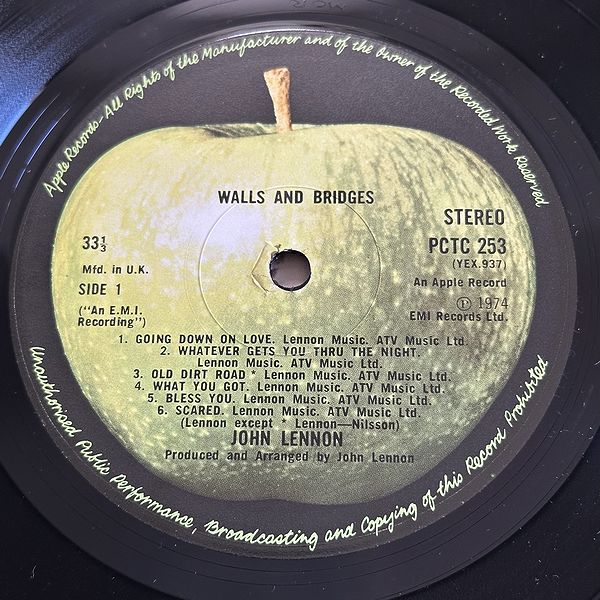 Apple Records—All Rights of the Manufacturer and of the Owner of the Recorded Work Reserved
WALLS AND BRIDGES
STEREO
33⅓
PCTC 253
(YEX.937)
Mfd. in U.K.
An Apple Record
SIDE 1
Ⓟ 1974
("An E.M.I.
Recording")
EMI Records Ltd.
1. GOING DOWN ON LOVE. Lennon Music. ATV Music Ltd.
2. WHATEVER GETS YOU THRU THE NIGHT.
Lennon Music. ATV Music Ltd.
3. OLD DIRT ROAD * Lennon Music. ATV Music Ltd.
4. WHAT YOU GOT. Lennon Music. ATV Music Ltd.
5. BLESS YOU. Lennon Music. ATV Music Ltd.
6. SCARED. Lennon Music. ATV Music Ltd.
(Lennon except * Lennon—Nilsson)
JOHN LENNON
Produced and Arranged by John Lennon
Unauthorised Public Performance, Broadcasting and Copying of this Record Prohibited